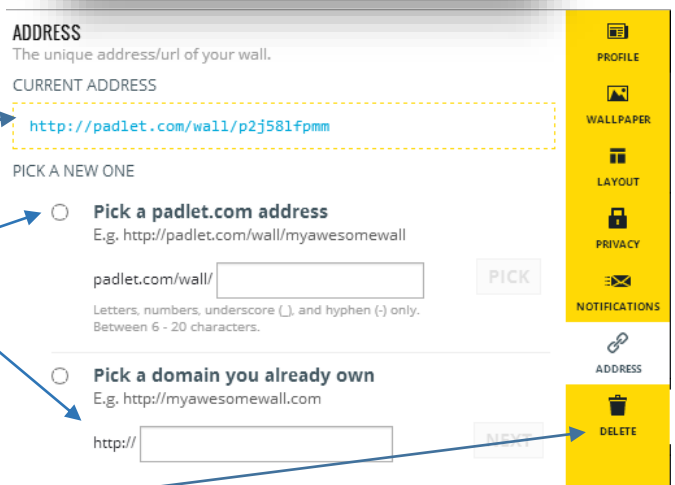 ADDRESS
The unique address/url of your wall.
CURRENT ADDRESS
http://padlet.com/wall/p2j58lfpmm
PICK A NEW ONE
Pick a padlet.com address
E.g. http://padlet.com/wall/myawesomewall
padlet.com/wall/
PICK
Letters, numbers, underscore (_), and hyphen (-) only.
Between 6 - 20 characters.
Pick a domain you already own
E.g. http://myawesomewall.com
http://
NEXT
PROFILE
WALLPAPER
LAYOUT
PRIVACY
NOTIFICATIONS
ADDRESS
DELETE